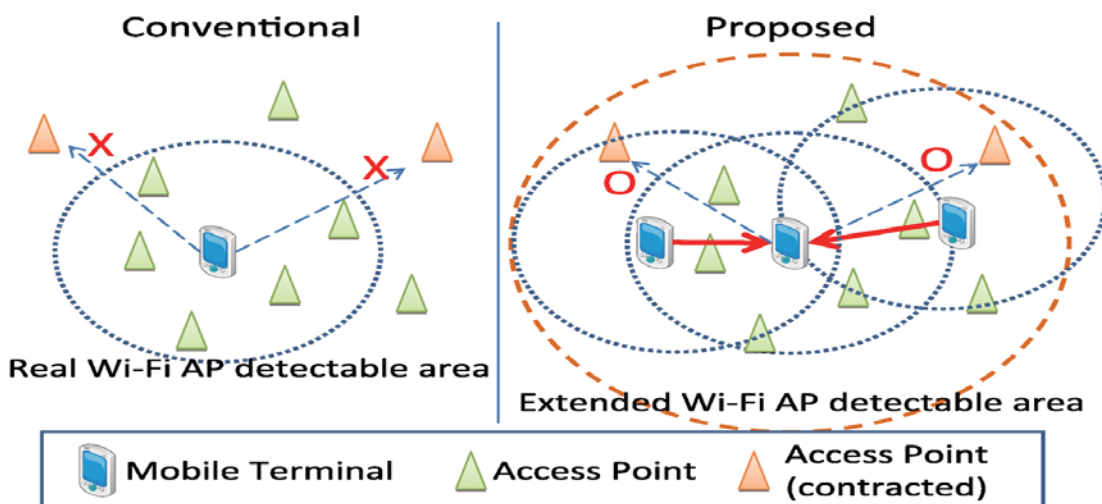 Conventional
Proposed
X
X
O
O
Real Wi-Fi AP detectable area
Extended Wi-Fi AP detectable area
Mobile Terminal
Access Point
Access Point
(contracted)